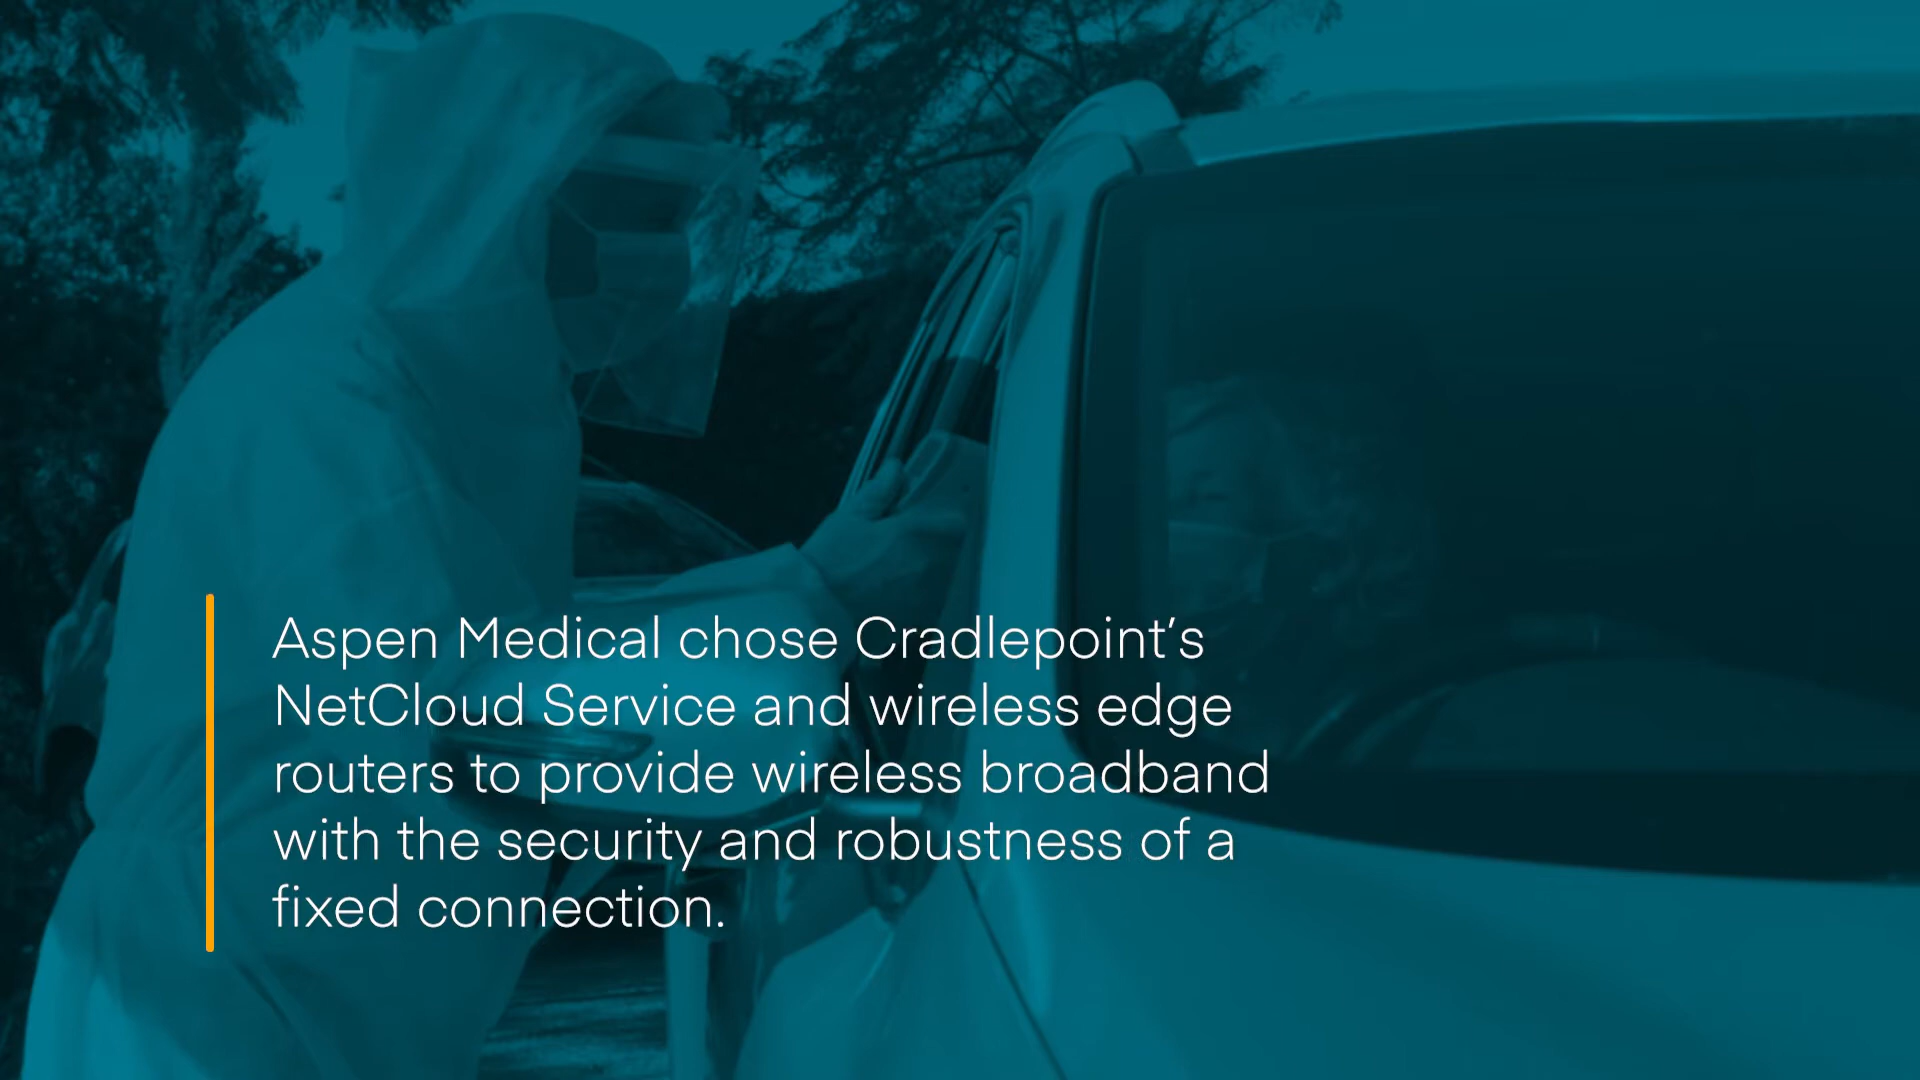 Aspen Medical chose Cradlepoint’s
NetCloud Service and wireless edge
routers to provide wireless broadband
with the security and robustness of a
fixed connection.